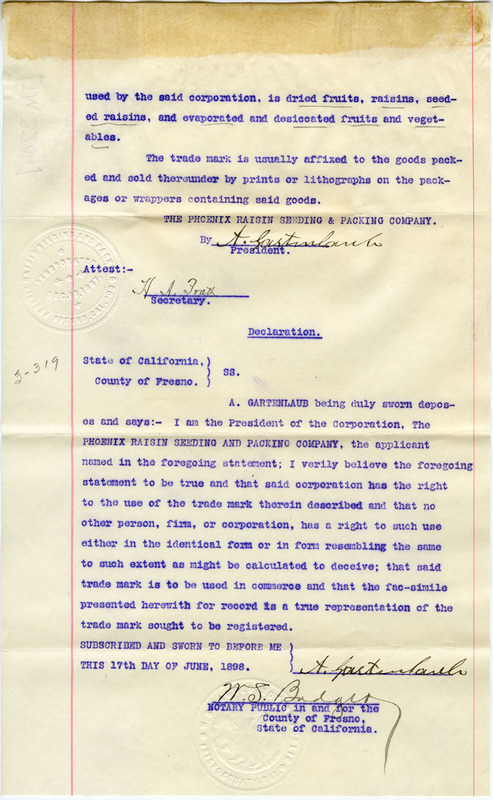 used by the said corporation, is dried fruits, raisins, seed-
ed raisins, and evaporated and desiccated fruits and veget-
ables.
The trade mark is usually affixed to the goods pack-
ed and sold thereunder by prints or lithographs on the pack-
ages or wrappers containing said goods.
THE PHOENIX RAISIN SEEDING & PACKING COMPANY.
By A. Gartenlaub
President.
Attest:-
H. A.
Secretary.
Declaration.
3-319
State of California, )
County of Fresno. ) SS.
A. GARTENLAUB being duly sworn depos-
es and says:- I am the President of the Corporation, The
PHOENIX RAISIN SEEDING AND PACKING COMPANY, the applicant
named in the foregoing statement; I verily believe the foregoing
statement to be true and that said corporation has the right
to the use of the trade mark therein described and that no
other person, firm, or corporation, has a right to such use
either in the identical form or in form resembling the same
to such extent as might be calculated to deceive; that said
trade mark is to be used in commerce and that the fac-simile
presented herewith for record is a true representation of the
trade mark sought to be registered.
SUBSCRIBED AND SWORN TO BEFORE ME )
THIS 17th DAY OF JUNE, 1898. ) A. Gartenlaub
W. S. Badger
NOTARY PUBLIC in and for the
County of Fresno,
State of California.